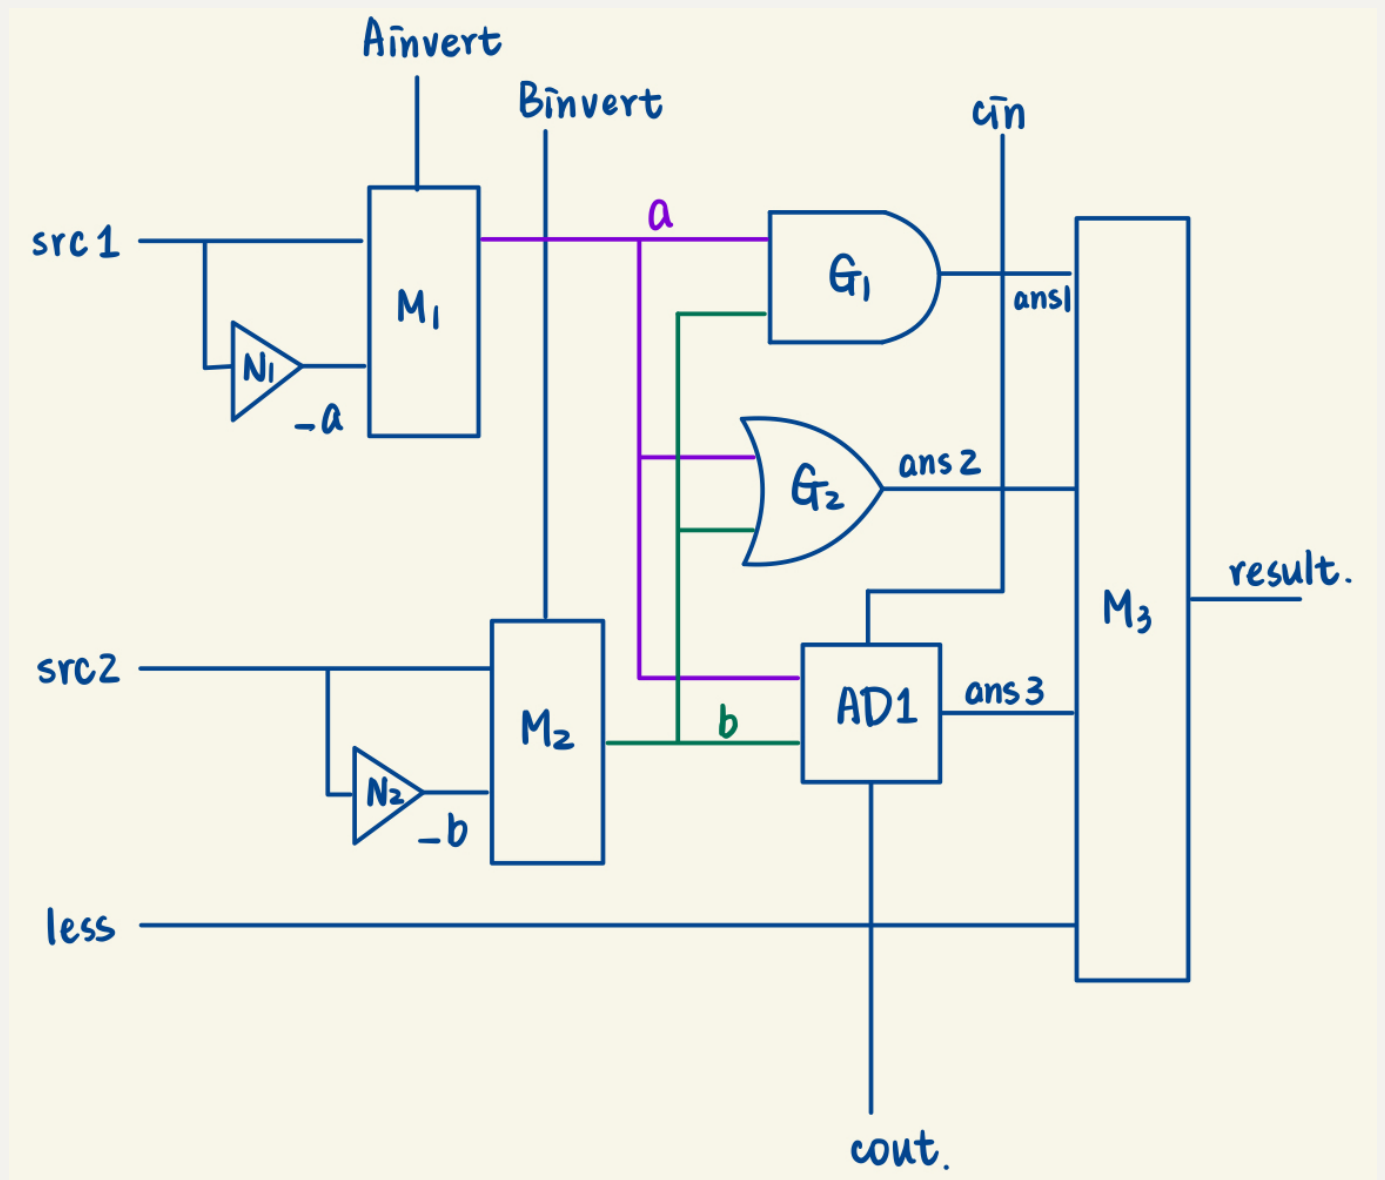 Ainvert
Binvert
cin
src1
a
M1
G1
ans1
N1
-a
G2
ans2
M3
result.
src2
M2
b
AD1
ans3
N2
-b
less
cout.